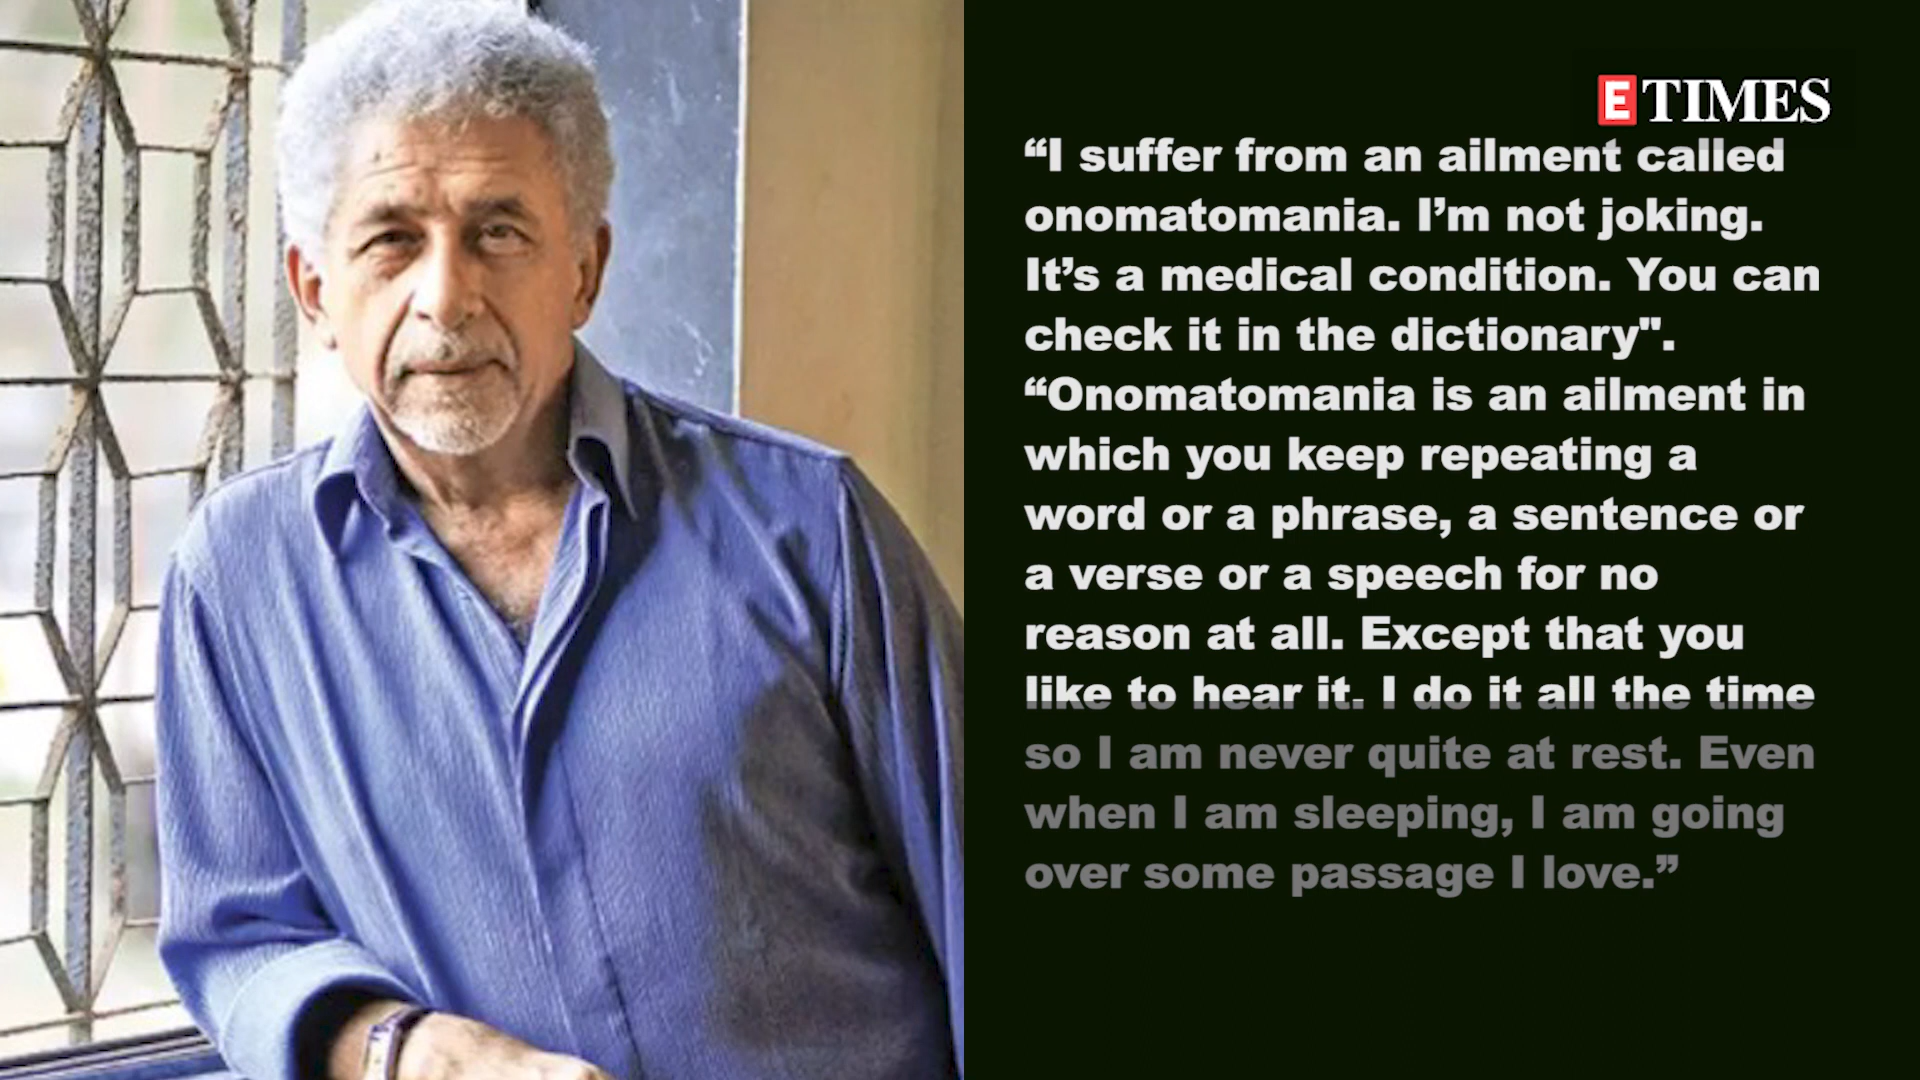 E TIMES
“I suffer from an ailment called
onomatomania. I’m not joking.
It’s a medical condition. You can
check it in the dictionary".
“Onomatomania is an ailment in
which you keep repeating a
word or a phrase, a sentence or
a verse or a speech for no
reason at all. Except that you
like to hear it. I do it all the time
so I am never quite at rest. Even
when I am sleeping, I am going
over some passage I love.”